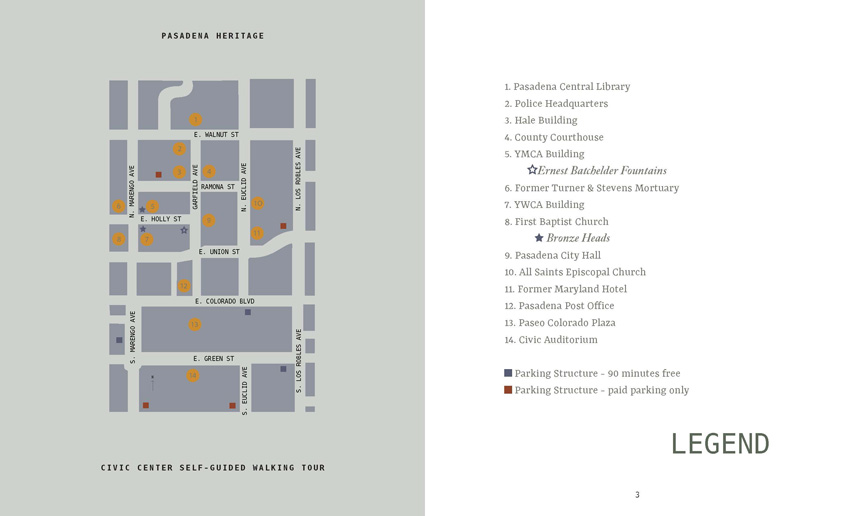 PASADENA HERITAGE
1
E. WALNUT ST
2
3
4
N. MARENGO AVE
GARFIELD AVE
N. EUCLID AVE
N. LOS ROBLES AVE
RAMONA ST
6
5
10
E. HOLLY ST
9
8
7
11
E. UNION ST
12
E. COLORADO BLVD
13
S. MARENGO AVE
E. GREEN ST
S. LOS ROBLES AVE
14
S. EUCLID AVE
CIVIC CENTER SELF-GUIDED WALKING TOUR
1. Pasadena Central Library
2. Police Headquarters
3. Hale Building
4. County Courthouse
5. YMCA Building
Ernest Batchelder Fountains
6. Former Turner & Stevens Mortuary
7. YWCA Building
8. First Baptist Church
Bronze Heads
9. Pasadena City Hall
10. All Saints Episcopal Church
11. Former Maryland Hotel
12. Pasadena Post Office
13. Paseo Colorado Plaza
14. Civic Auditorium
Parking Structure - 90 minutes free
Parking Structure - paid parking only
LEGEND
3